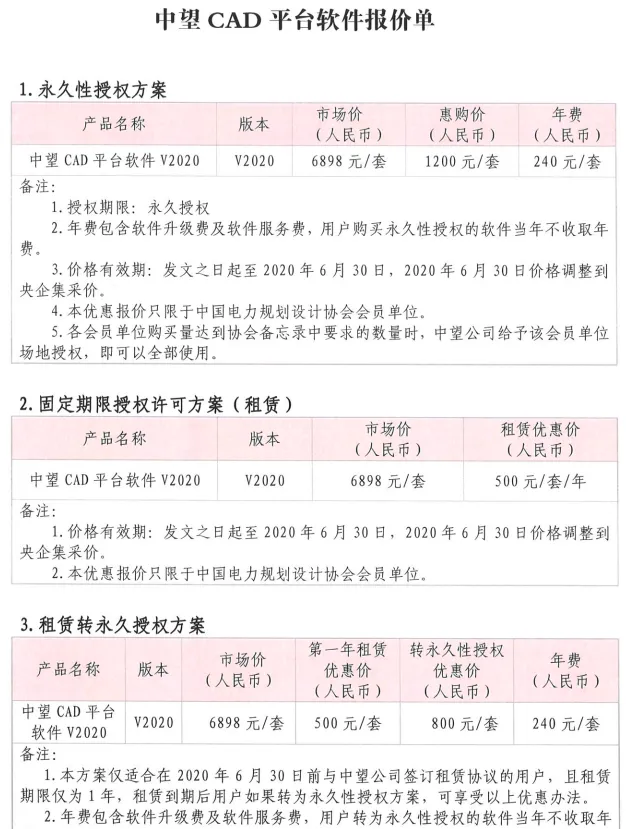 中望 CAD 平台软件报价单
1.永久性授权方案
产品名称 版本 市场价（人民币） 惠购价（人民币） 年费（人民币）
中望 CAD 平台软件 V2020 V2020 6898 元/套 1200 元/套 240 元/套
备注：
1.授权期限：永久授权
2.年费包含软件升级费及软件服务费，用户购买永久性授权的软件当年不收取年
费。
3.价格有效期：发文之日起至 2020 年 6 月 30 日，2020 年 6 月 30 日价格调整到
央企集采价。
4.本优惠报价只限于中国电力规划设计协会会员单位。
5.各会员单位购买量达到协会备忘录中要求的数量时，中望公司给予该会员单位
场地授权，即可以全部使用。
2.固定期限授权许可方案（租赁）
产品名称 版本 市场价（人民币） 租赁优惠价（人民币）
中望 CAD 平台软件 V2020 V2020 6898 元/套 500 元/套/年
备注：
1.价格有效期：发文之日起至 2020 年 6 月 30 日，2020 年 6 月 30 日价格调整到
央企集采价。
2.本优惠报价只限于中国电力规划设计协会会员单位。
3.租赁转永久授权方案
产品名称 版本 市场价（人民币） 第一年租赁优惠价（人民币） 转永久性授权优惠价（人民币） 年费（人民币）
中望 CAD 平台软件 V2020 V2020 6898 元/套 500 元/套 800 元/套 240 元/套
备注：
1.本方案仅适合在 2020 年 6 月 30 日前与中望公司签订租赁协议的用户，且租赁
期限仅为 1 年，租赁到期后用户如果转为永久性授权方案，可享受以上优惠办法。
2.年费包含软件升级费及软件服务费，用户转为永久性授权的软件当年不收取年